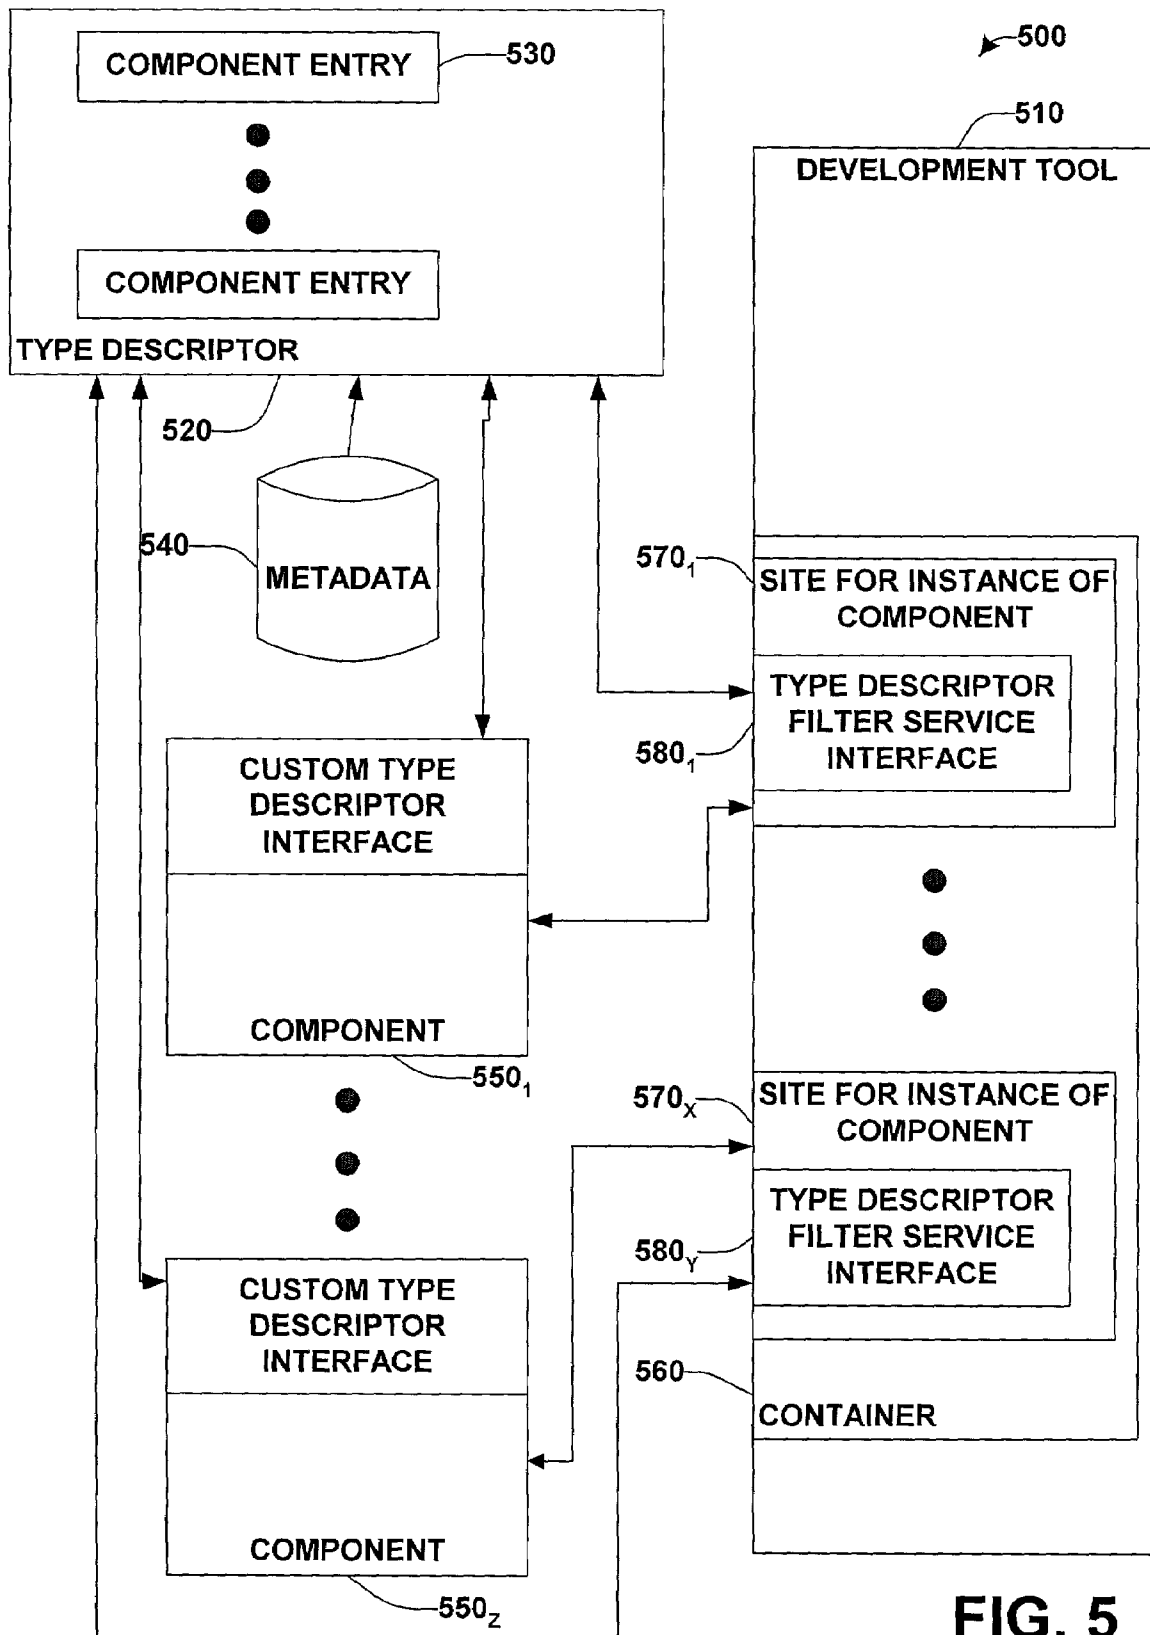 COMPONENT ENTRY
530
500
510
DEVELOPMENT TOOL
COMPONENT ENTRY
TYPE DESCRIPTOR
520
540
METADATA
570₁
SITE FOR INSTANCE OF
COMPONENT
TYPE DESCRIPTOR
FILTER SERVICE
INTERFACE
580₁
CUSTOM TYPE
DESCRIPTOR
INTERFACE
COMPONENT
550₁
570ₓ
SITE FOR INSTANCE OF
COMPONENT
TYPE DESCRIPTOR
FILTER SERVICE
INTERFACE
580Y
CUSTOM TYPE
DESCRIPTOR
INTERFACE
560
CONTAINER
COMPONENT
550Z
FIG. 5